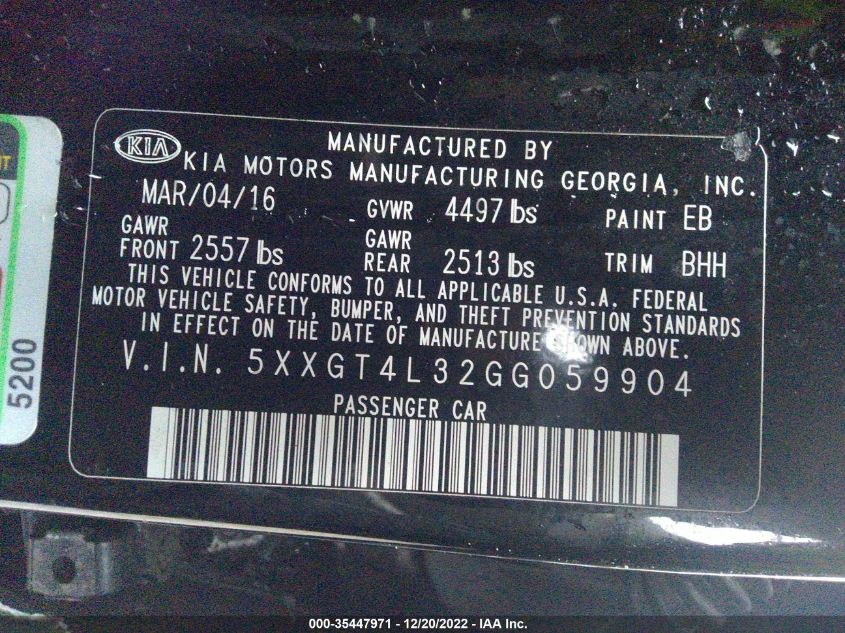 MANUFACTURED BY
KIA KIA MOTORS MANUFACTURING GEORGIA, INC.
MAR/04/16 GVWR 4497 lbs PAINT EB
GAWR GAWR
FRONT 2557 lbs REAR 2513 lbs TRIM BHH
THIS VEHICLE CONFORMS TO ALL APPLICABLE U.S.A. FEDERAL
MOTOR VEHICLE SAFETY, BUMPER, AND THEFT PREVENTION STANDARDS
IN EFFECT ON THE DATE OF MANUFACTURE SHOWN ABOVE.
V.I.N. 5XXGT4L32GG059904
PASSENGER CAR
5200
000-35447971 - 12/20/2022 - IAA Inc.